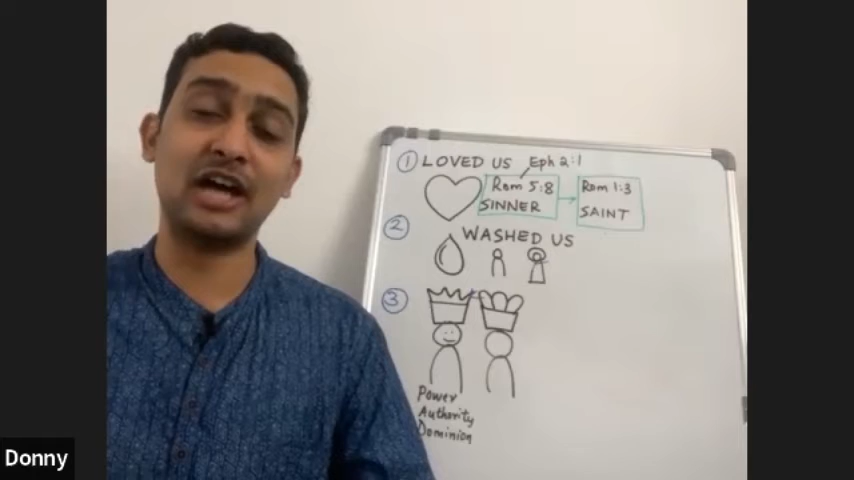 1 LOVED US Eph 2:1
Rom 5:8
SINNER
Rom 1:3
SAINT
2 WASHED US
3
Power
Authority
Dominion
Donny